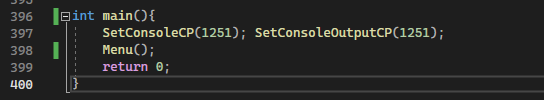 396 int main(){
397 SetConsoleCP(1251); SetConsoleOutputCP(1251);
398 Menu();
399 return 0;
400 }